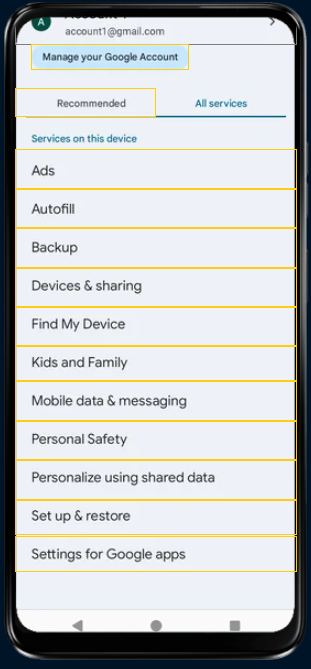 account1@gmail.com
Manage your Google Account
Recommended
All services
Services on this device
Ads
Autofill
Backup
Devices & sharing
Find My Device
Kids and Family
Mobile data & messaging
Personal Safety
Personalize using shared data
Set up & restore
Settings for Google apps